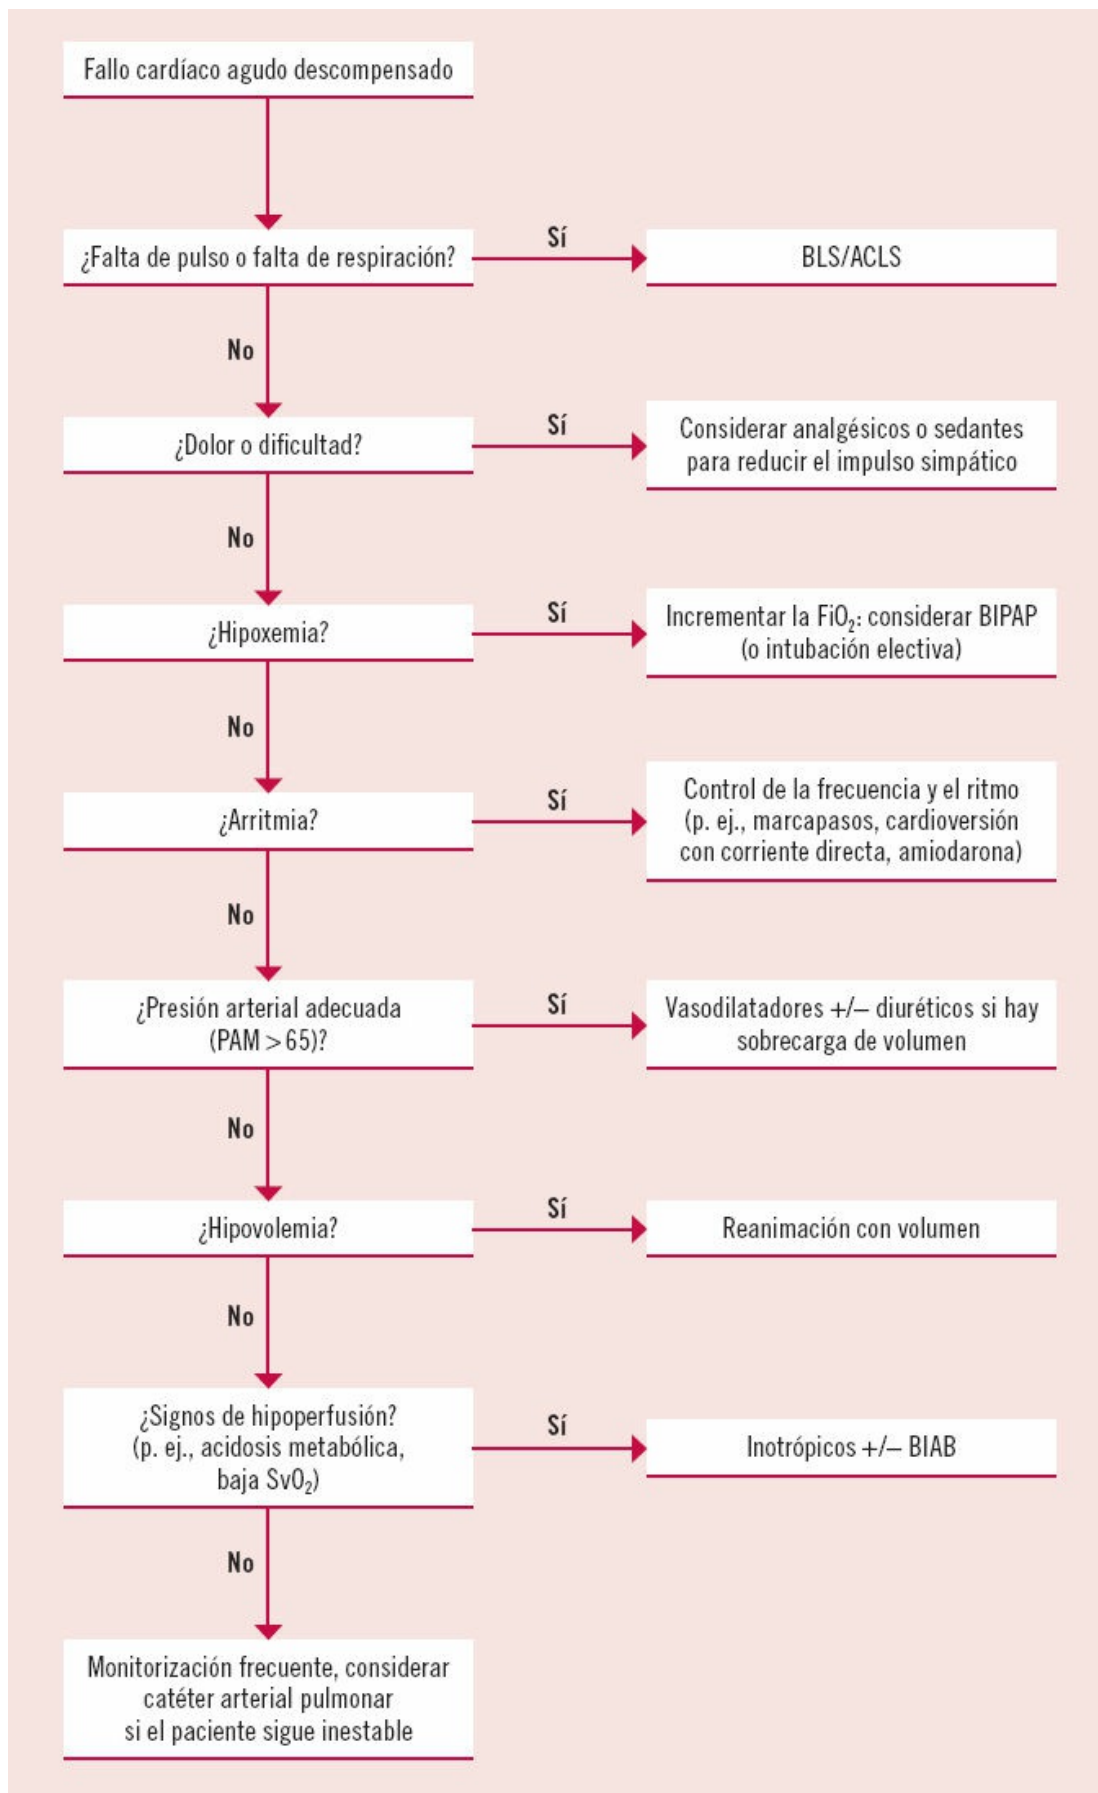 Fallo cardíaco agudo descompensado
¿Falta de pulso o falta de respiración?
Sí
BLS/ACLS
No
¿Dolor o dificultad?
Sí
Considerar analgésicos o sedantes
para reducir el impulso simpático
No
¿Hipoxemia?
Sí
Incrementar la FiO₂: considerar BIPAP
(o intubación electiva)
No
¿Arritmia?
Sí
Control de la frecuencia y el ritmo
(p. ej., marcapasos, cardioversión
con corriente directa, amiodarona)
No
¿Presión arterial adecuada
(PAM > 65)?
Sí
Vasodilatadores +/– diuréticos si hay
sobrecarga de volumen
No
¿Hipovolemia?
Sí
Reanimación con volumen
No
¿Signos de hipoperfusión?
(p. ej., acidosis metabólica,
baja SvO₂)
Sí
Inotrópicos +/– BIAB
No
Monitorización frecuente, considerar
catéter arterial pulmonar
si el paciente sigue inestable